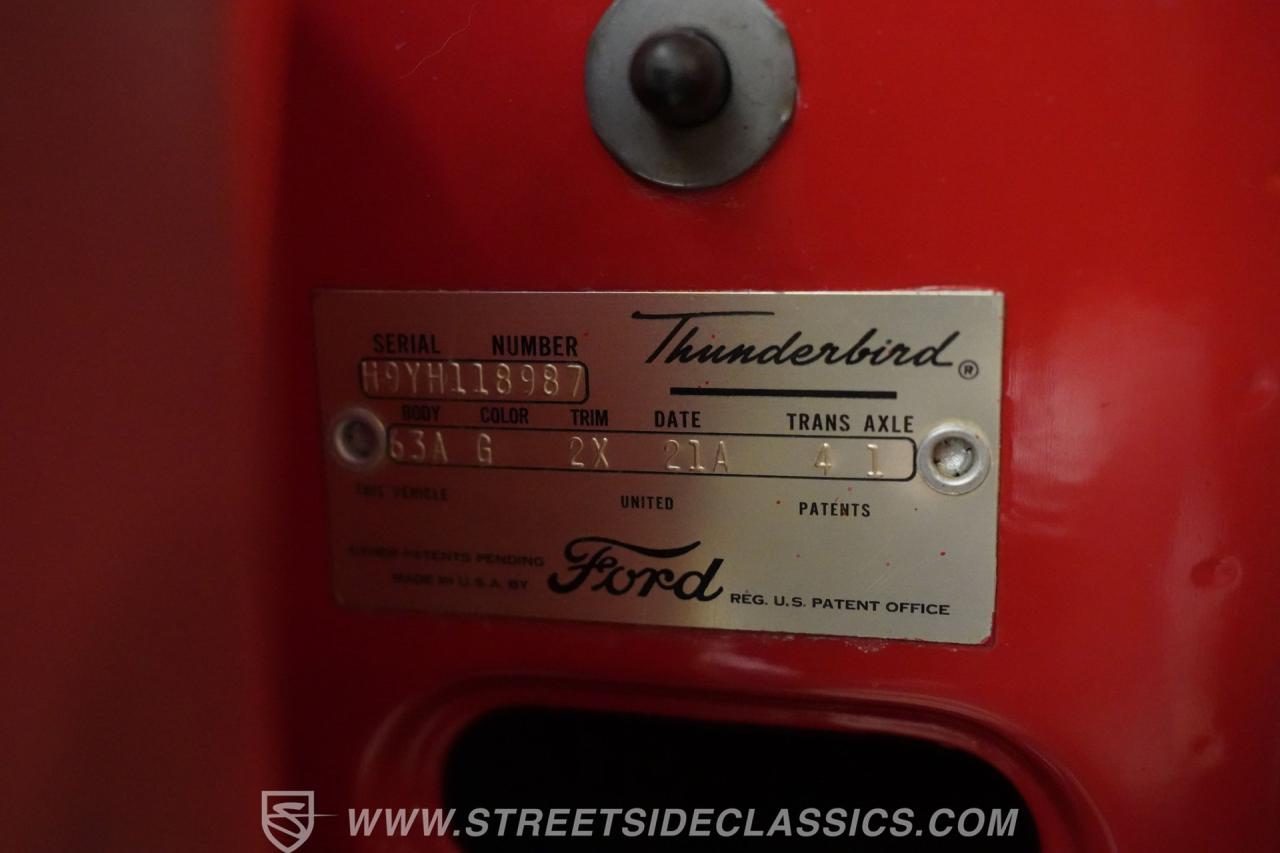 SERIAL NUMBER
Thunderbird®
H9YH118987
BODY COLOR TRIM DATE TRANS AXLE
63A G 2X 21A 4 1
THIS VEHICLE UNITED PATENTS
OTHER PATENTS PENDING
MADE IN U.S.A. BY
Ford
REG. U.S. PATENT OFFICE
WWW.STREETSIDECLASSICS.COM